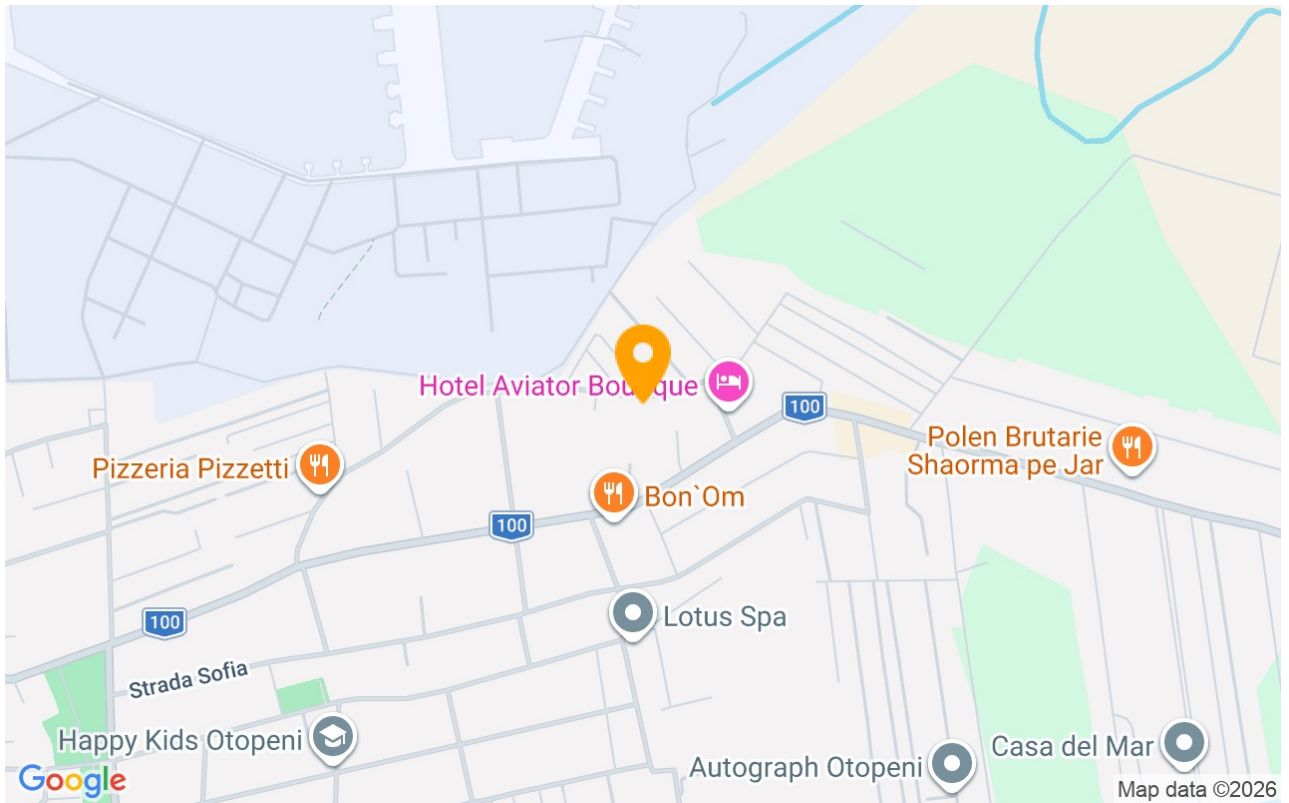 Hotel Aviator Boutique
100
Polen Brutarie
Shaorma pe Jar
Pizzeria Pizzetti
Bon`Om
100
100
Lotus Spa
Strada Sofia
Happy Kids Otopeni
Casa del Mar
Autograph Otopeni
Google
Map data ©2026